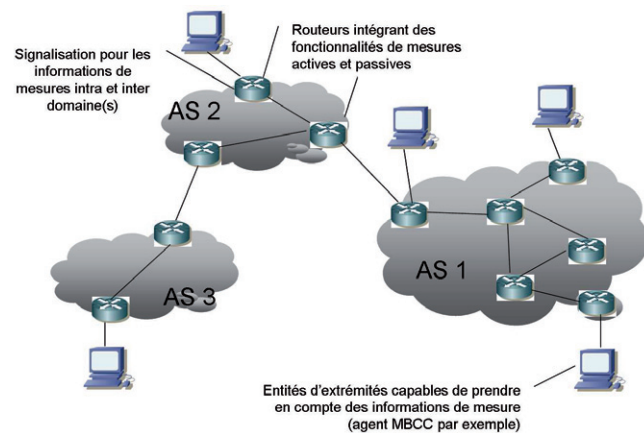 Signalisation pour les
informations de
mesures intra et inter
domaine(s)
Routeurs intégrant des
fonctionnalités de mesures
actives et passives
AS 2
AS 1
AS 3
Entités d'extrémités capables de prendre
en compte des informations de mesure
(agent MBCC par exemple)